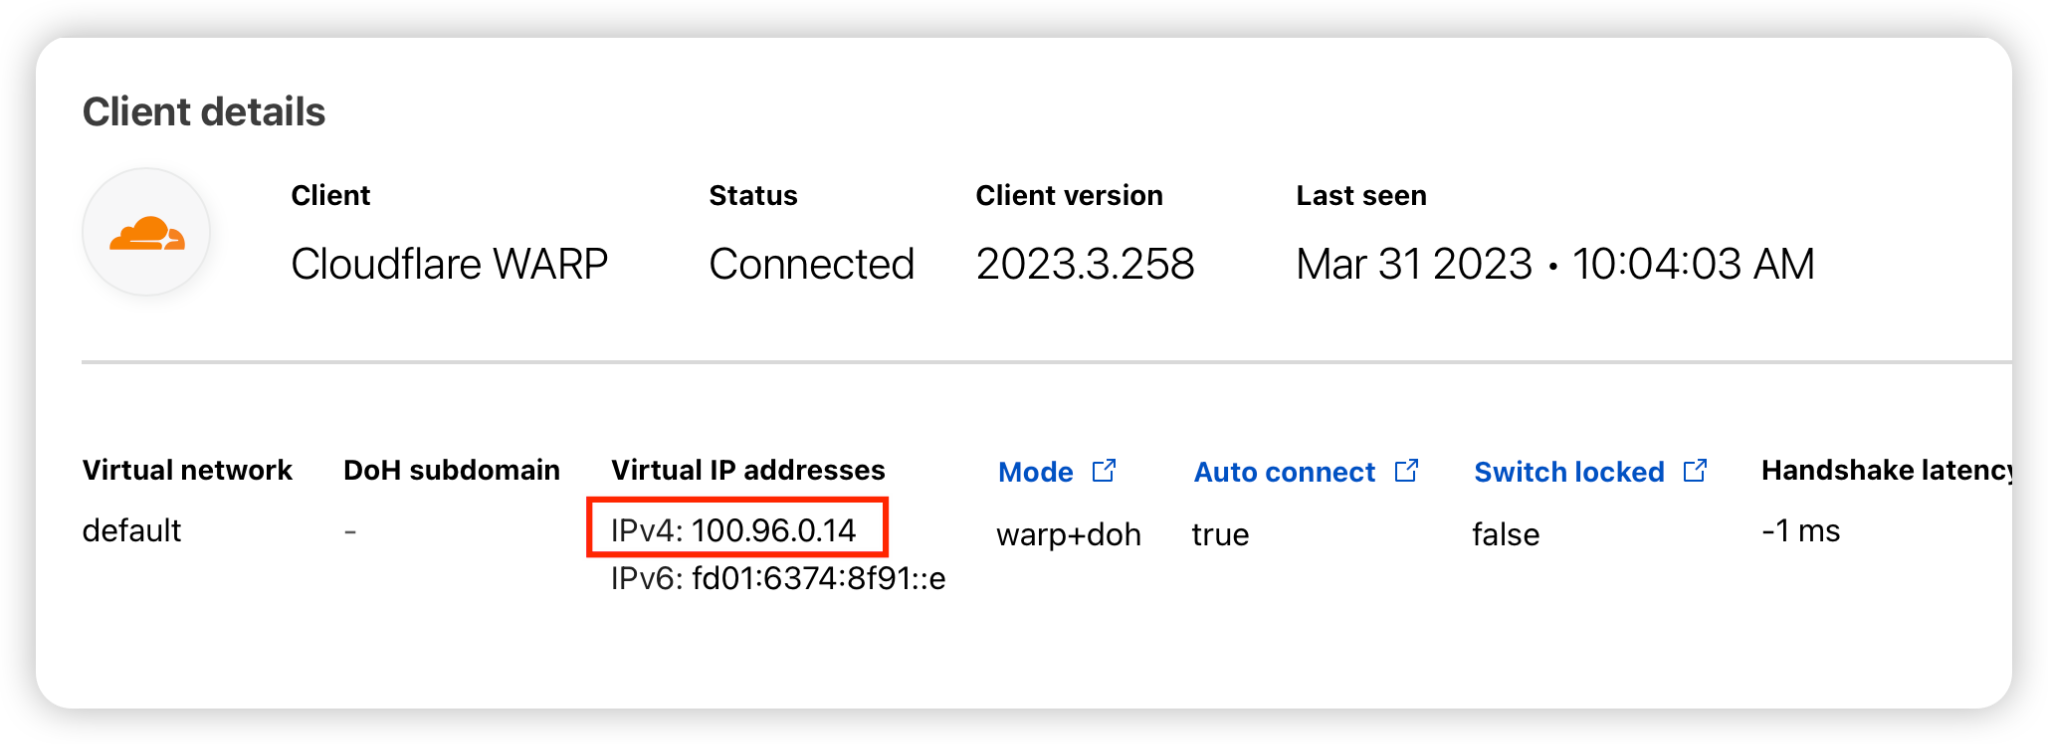 Client details
Client Status Client version Last seen
Cloudflare WARP Connected 2023.3.258 Mar 31 2023 • 10:04:03 AM
Virtual network DoH subdomain Virtual IP addresses Mode Auto connect Switch locked Handshake latency
default - IPv4: 100.96.0.14 warp+doh true false -1 ms
IPv6: fd01:6374:8f91::e